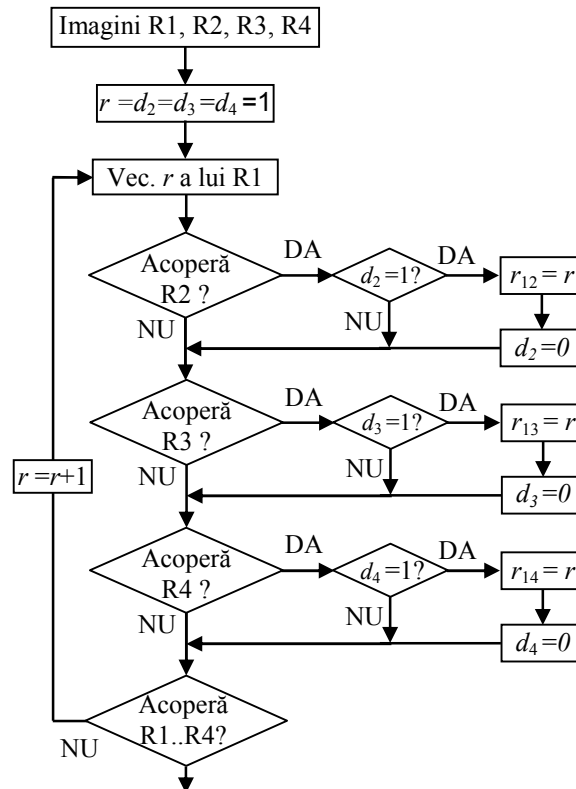 Imagini R1, R2, R3, R4
r =d2=d3=d4=1
Vec. r a lui R1
Acoperă
R2 ?
DA
d2=1?
DA
r12= r
NU
NU
d2=0
Acoperă
R3 ?
DA
d3=1?
DA
r13= r
NU
NU
d3=0
r =r+1
Acoperă
R4 ?
DA
d4=1?
DA
r14= r
NU
NU
d4=0
Acoperă
R1..R4?
NU